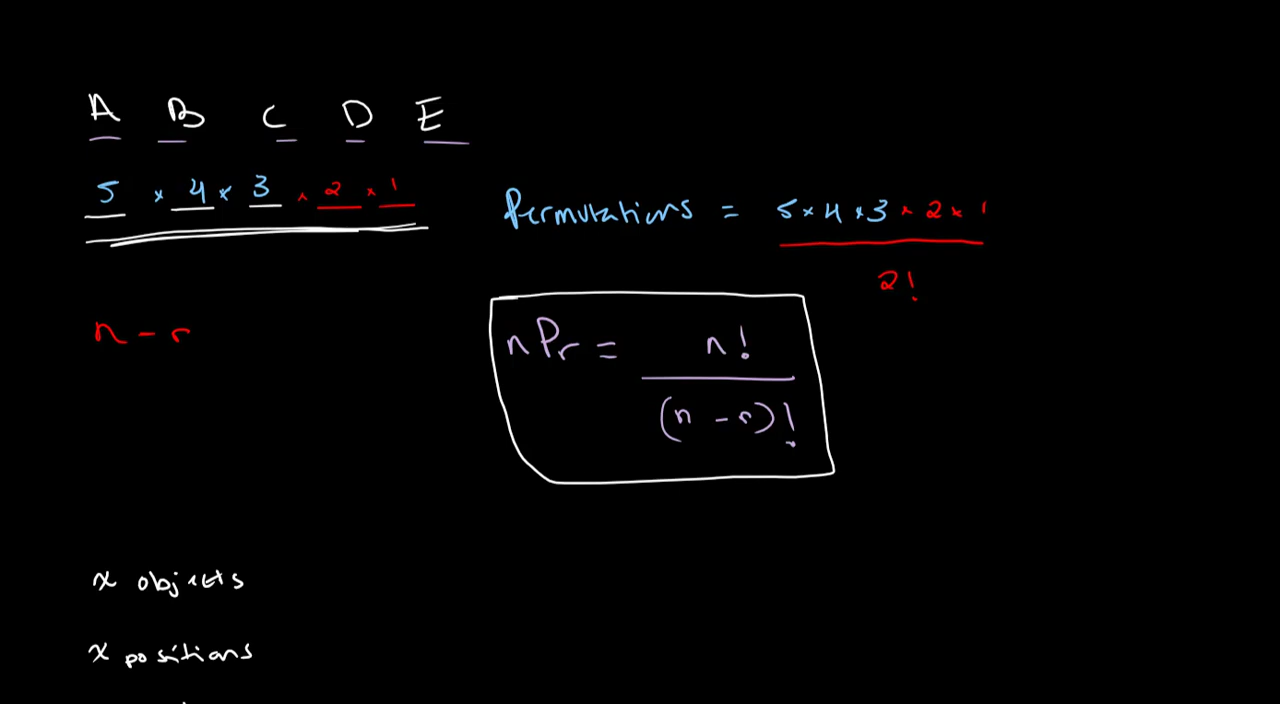 A B C D E
5 × 4 × 3 × 2 × 1
Permutations = 5 × 4 × 3 × 2 × 1
2!
n - r
nPr = n!
(n - r)!
x objects
x positions